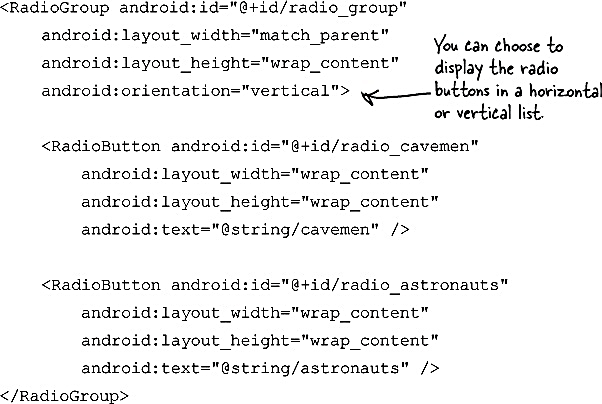 <RadioGroup android:id="@+id/radio_group"
android:layout_width="match_parent"
android:layout_height="wrap_content"
android:orientation="vertical">
You can choose to
display the radio
buttons in a horizontal
or vertical list.
<RadioButton android:id="@+id/radio_cavemen"
android:layout_width="wrap_content"
android:layout_height="wrap_content"
android:text="@string/cavemen" />
<RadioButton android:id="@+id/radio_astronauts"
android:layout_width="wrap_content"
android:layout_height="wrap_content"
android:text="@string/astronauts" />
</RadioGroup>